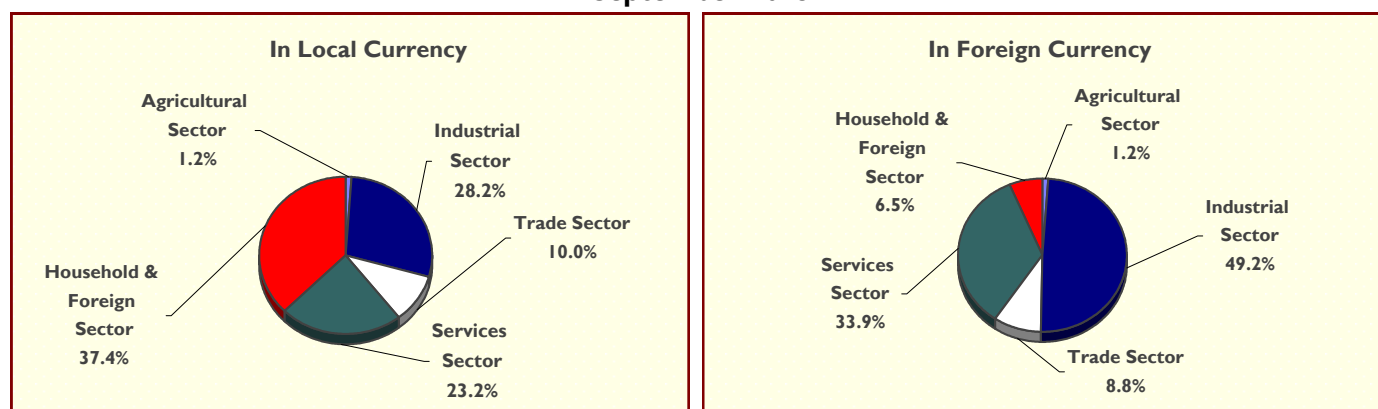 In Local Currency
Agricultural
Sector
1.2%
Industrial
Sector
28.2%
Trade Sector
10.0%
Services
Sector
23.2%
Household &
Foreign
Sector
37.4%
In Foreign Currency
Agricultural
Sector
1.2%
Household &
Foreign
Sector
6.5%
Industrial
Sector
49.2%
Services
Sector
33.9%
Trade Sector
8.8%